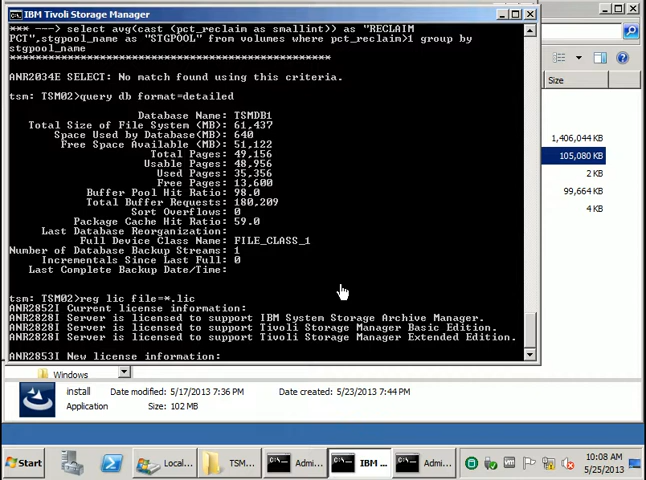 IBM Tivoli Storage Manager
*** ---> select avg(cast (pct_reclaim as smallint)) as "RECLAIM
PCT",stgpool_name as "STGPOOL" from volumes where pct_reclaim>1 group by
stgpool_name
ANR2034E SELECT: No match found using this criteria.
tsm: TSM02>query db format=detailed
Database Name: TSMDB1
Total Size of File System (MB): 61,437
Space Used by Database(MB): 640
Free Space Available (MB): 51,122
Total Pages: 49,156
Usable Pages: 48,956
Used Pages: 35,356
Free Pages: 13,600
Buffer Pool Hit Ratio: 98.0
Total Buffer Requests: 180,209
Sort Overflows: 0
Package Cache Hit Ratio: 59.0
Last Database Reorganization:
Full Device Class Name: FILE_CLASS_1
Number of Database Backup Streams: 1
Incrementals Since Last Full: 0
Last Complete Backup Date/Time:
tsm: TSM02>reg lic file=*.lic
ANR2852I Current license information:
ANR2828I Server is licensed to support IBM System Storage Archive Manager.
ANR2828I Server is licensed to support Tivoli Storage Manager Basic Edition.
ANR2828I Server is licensed to support Tivoli Storage Manager Extended Edition.
ANR2853I New license information:
Size
1,406,044 KB
105,080 KB
2 KB
99,664 KB
4 KB
Windows
install Date modified: 5/17/2013 7:36 PM Date created: 5/23/2013 7:44 PM
Application Size: 102 MB
Start Local... TSM... Admi... IBM ... Admi... 10:08 AM
5/25/2013